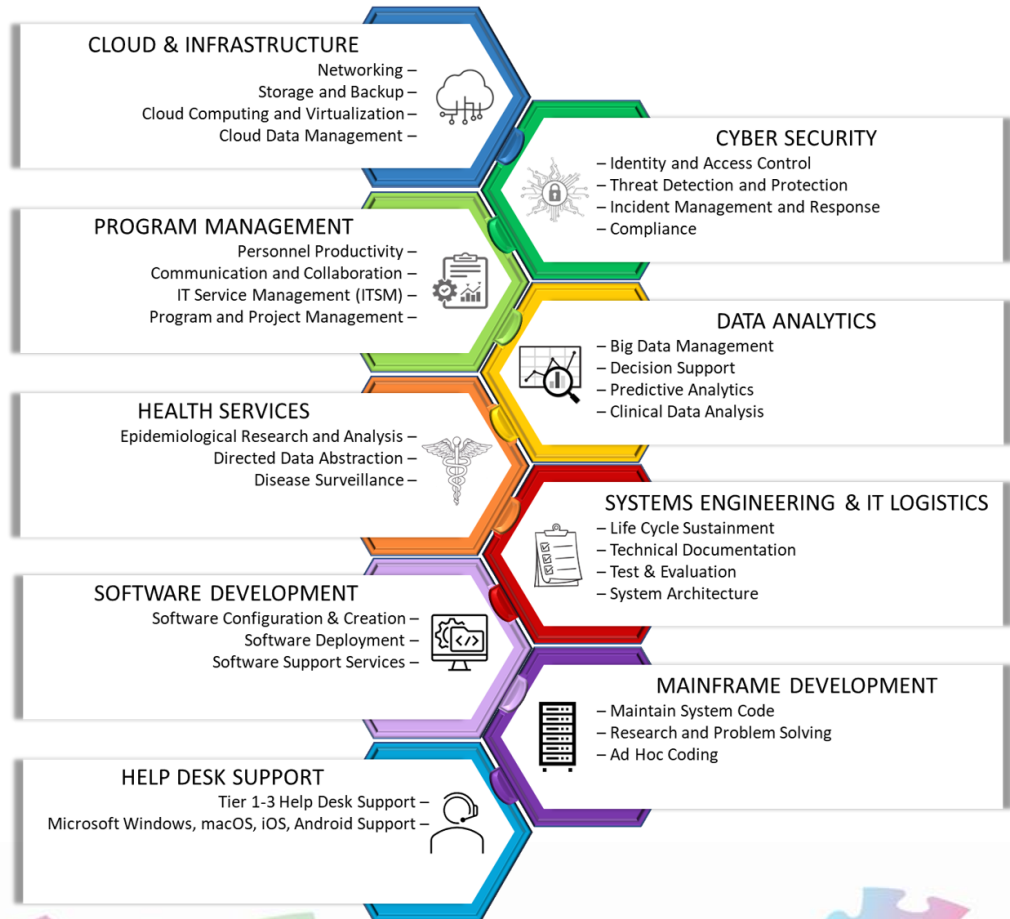 CLOUD & INFRASTRUCTURE
Networking –
Storage and Backup –
Cloud Computing and Virtualization –
Cloud Data Management –
CYBER SECURITY
– Identity and Access Control
– Threat Detection and Protection
– Incident Management and Response
– Compliance
PROGRAM MANAGEMENT
Personnel Productivity –
Communication and Collaboration –
IT Service Management (ITSM) –
Program and Project Management –
DATA ANALYTICS
– Big Data Management
– Decision Support
– Predictive Analytics
– Clinical Data Analysis
HEALTH SERVICES
Epidemiological Research and Analysis –
Directed Data Abstraction –
Disease Surveillance –
SYSTEMS ENGINEERING & IT LOGISTICS
– Life Cycle Sustainment
– Technical Documentation
– Test & Evaluation
– System Architecture
SOFTWARE DEVELOPMENT
Software Configuration & Creation –
Software Deployment –
Software Support Services –
MAINFRAME DEVELOPMENT
– Maintain System Code
– Research and Problem Solving
– Ad Hoc Coding
HELP DESK SUPPORT
Tier 1-3 Help Desk Support –
Microsoft Windows, macOS, iOS, Android Support –